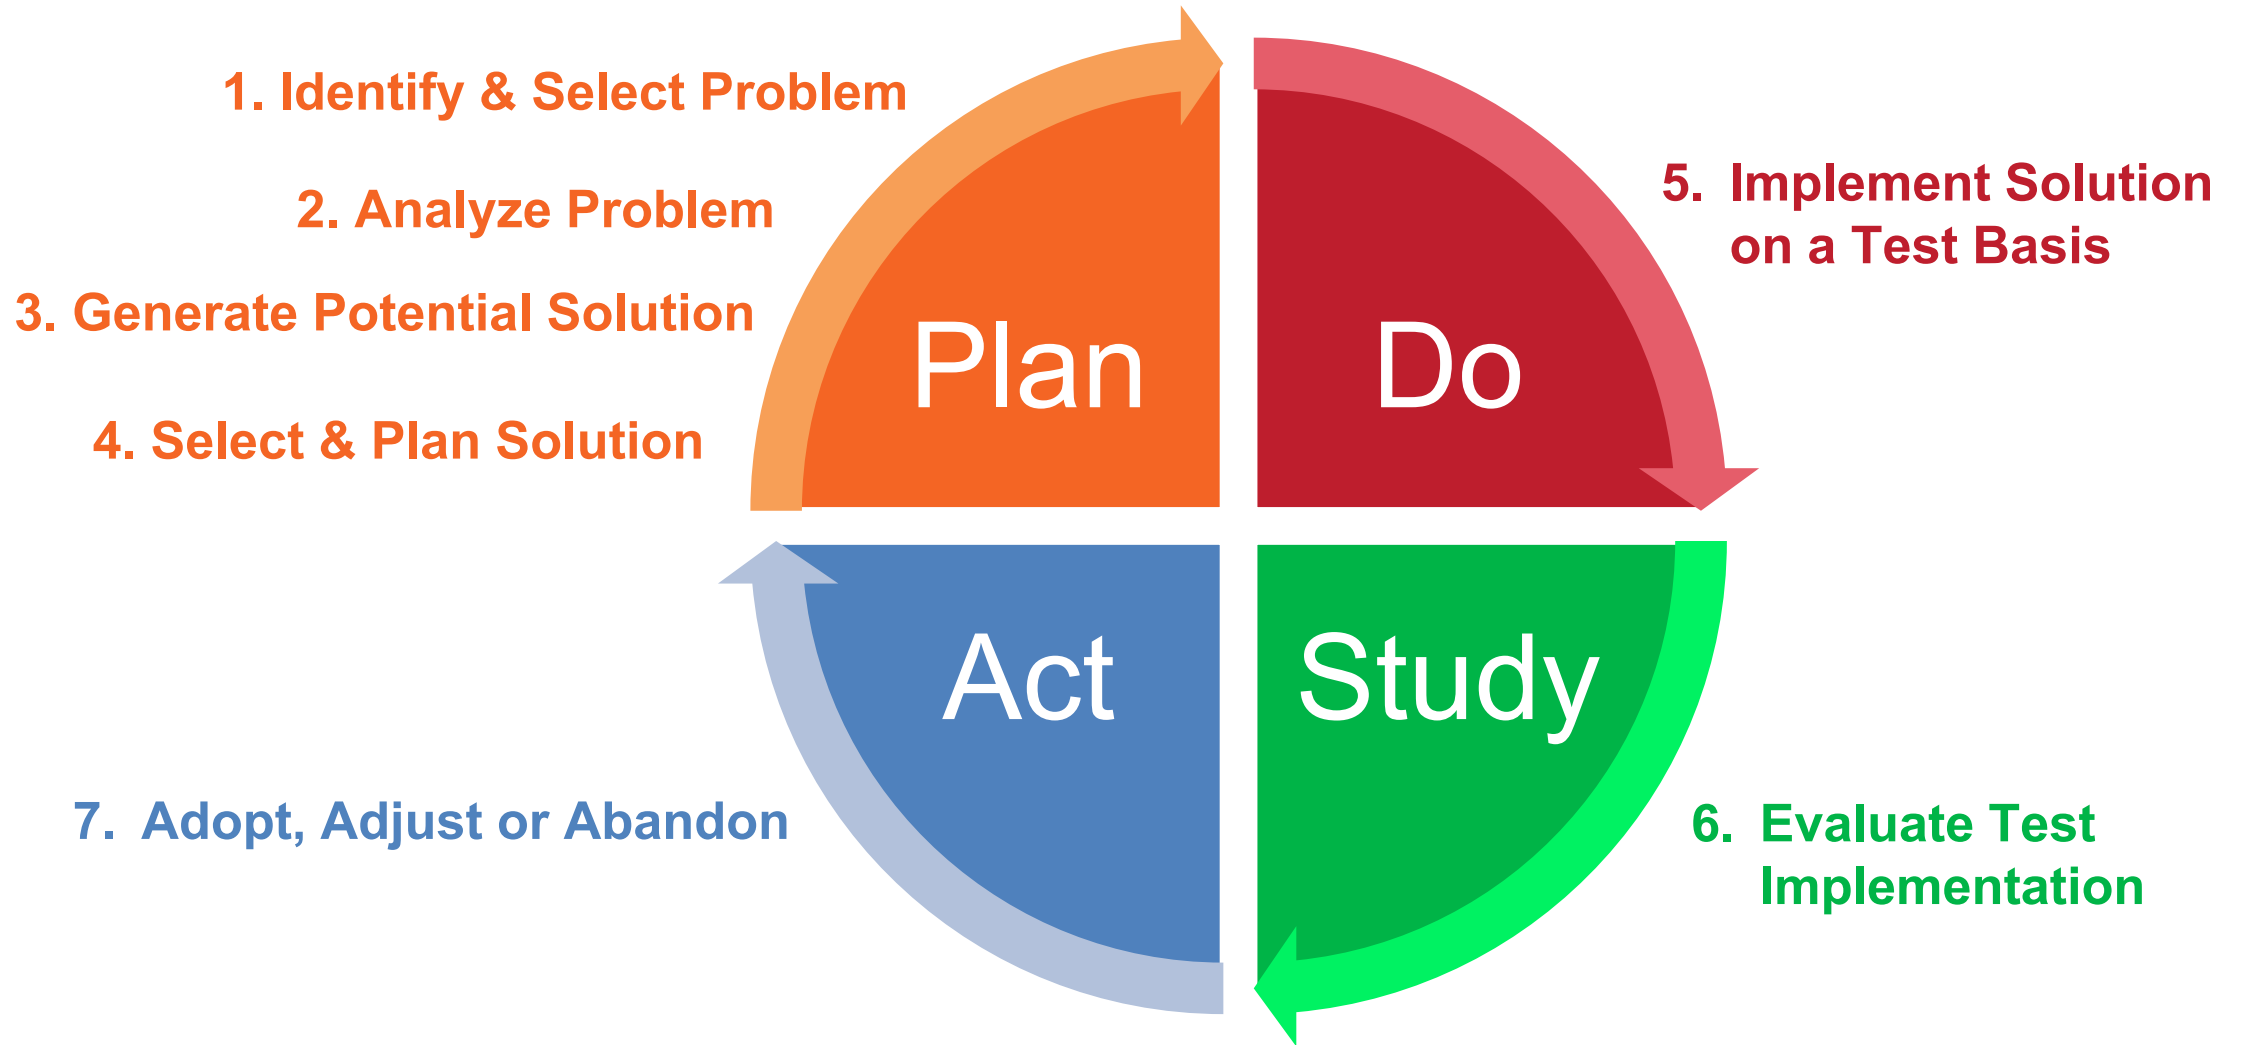 1. Identify & Select Problem
2. Analyze Problem
3. Generate Potential Solution
4. Select & Plan Solution
Plan
Do
5. Implement Solution
on a Test Basis
Act
Study
7. Adopt, Adjust or Abandon
6. Evaluate Test
Implementation